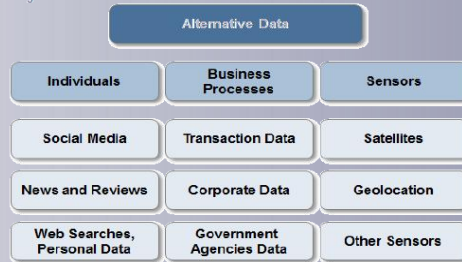 Alternative Data
Individuals
Business
Processes
Sensors
Social Media
Transaction Data
Satellites
News and Reviews
Corporate Data
Geolocation
Web Searches,
Personal Data
Government
Agencies Data
Other Sensors